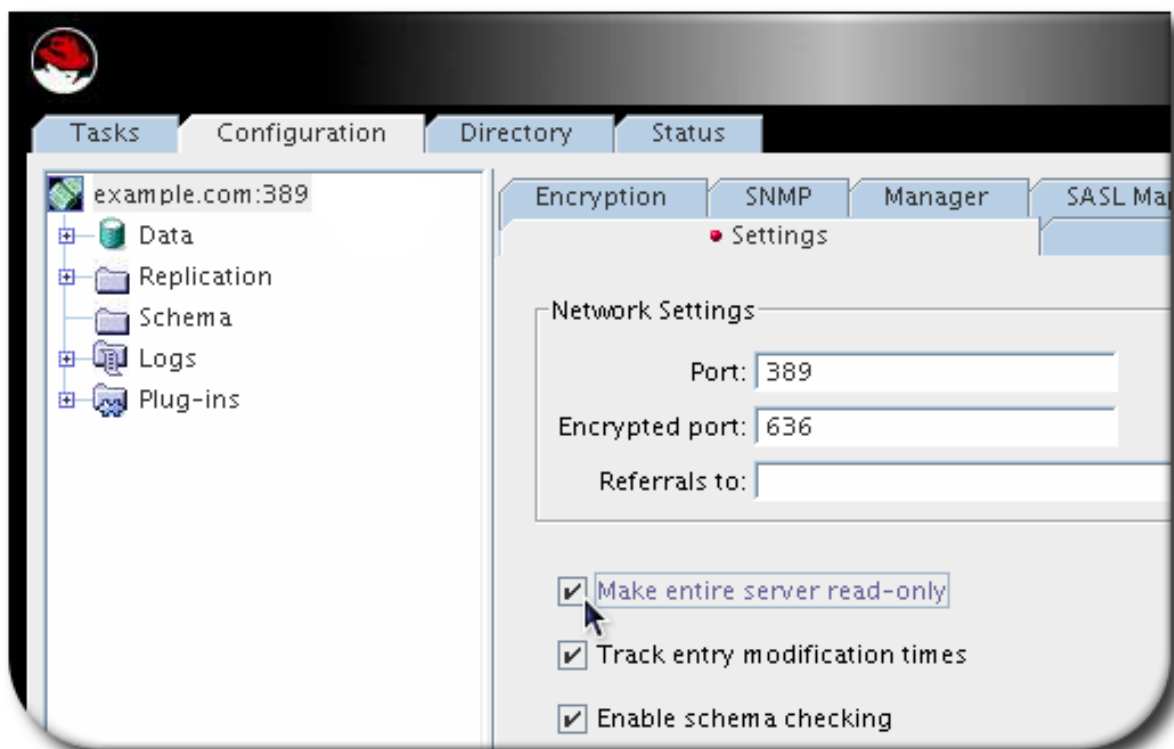 Tasks Configuration Directory Status
example.com:389
Data
Replication
Schema
Logs
Plug-ins
Encryption SNMP Manager SASL Ma
Settings
Network Settings
Port: 389
Encrypted port: 636
Referrals to:
Make entire server read-only
Track entry modification times
Enable schema checking